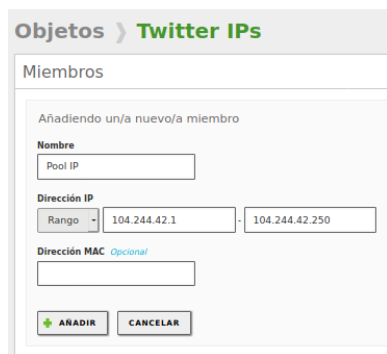 Objetos ❯ Twitter IPs
Miembros
Añadiendo un/a nuevo/a miembro
Nombre
Pool IP
Dirección IP
Rango 104.244.42.1 - 104.244.42.250
Dirección MAC Opcional
AÑADIR CANCELAR